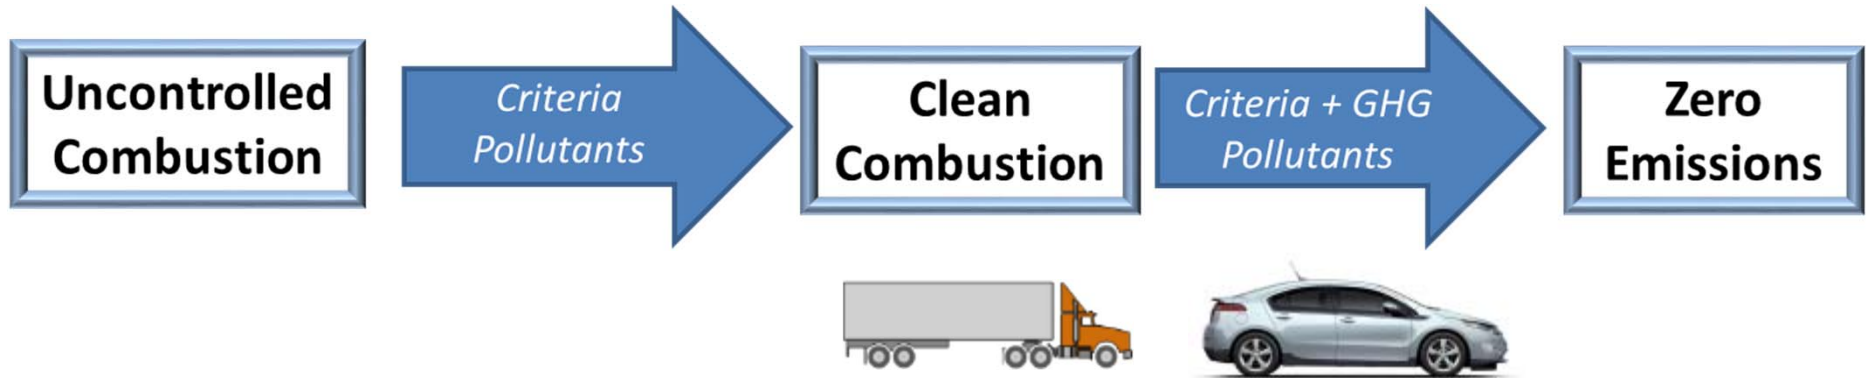 Uncontrolled
Combustion
Criteria
Pollutants
Clean
Combustion
Criteria + GHG
Pollutants
Zero
Emissions